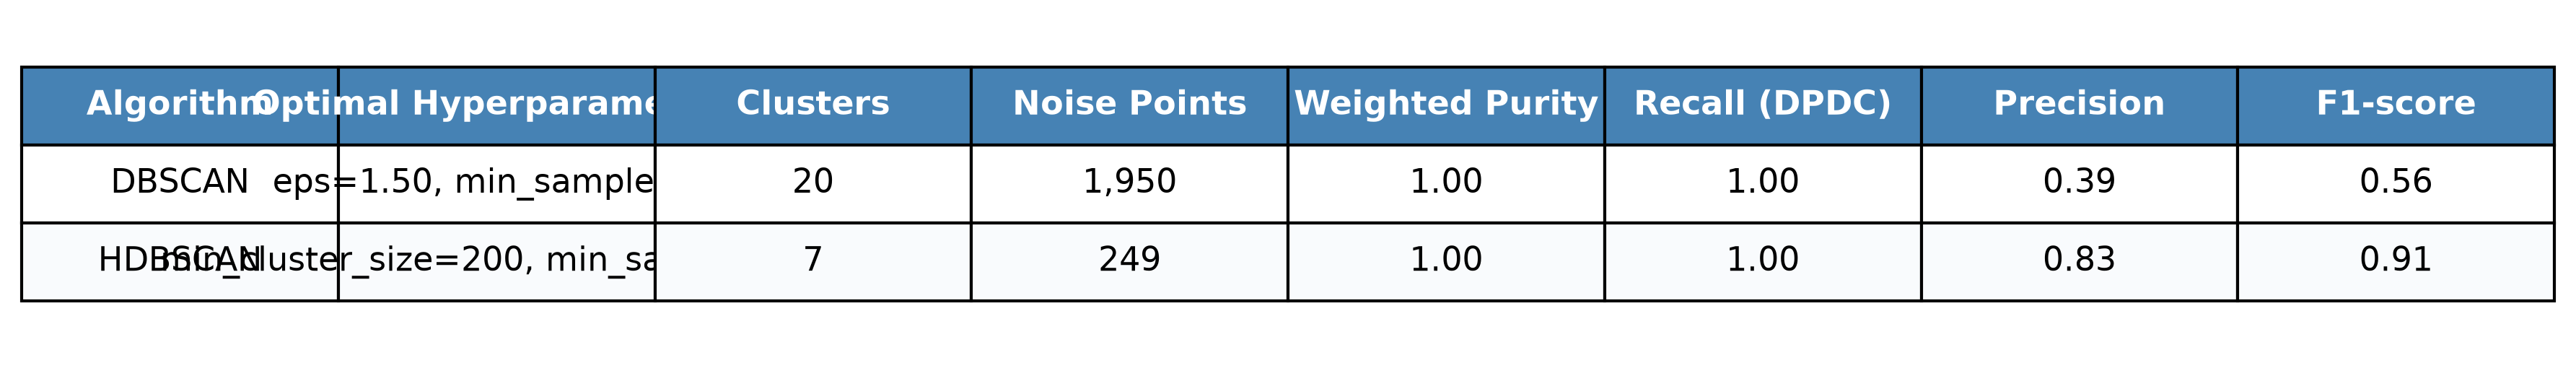 Algorithm Optimal Hyperparame Clusters Noise Points Weighted Purity Recall (DPDC) Precision F1-score
DBSCAN eps=1.50, min_sample 20 1,950 1.00 1.00 0.39 0.56
HDBSCAN min_cluster_size=200, min_sa 7 249 1.00 1.00 0.83 0.91